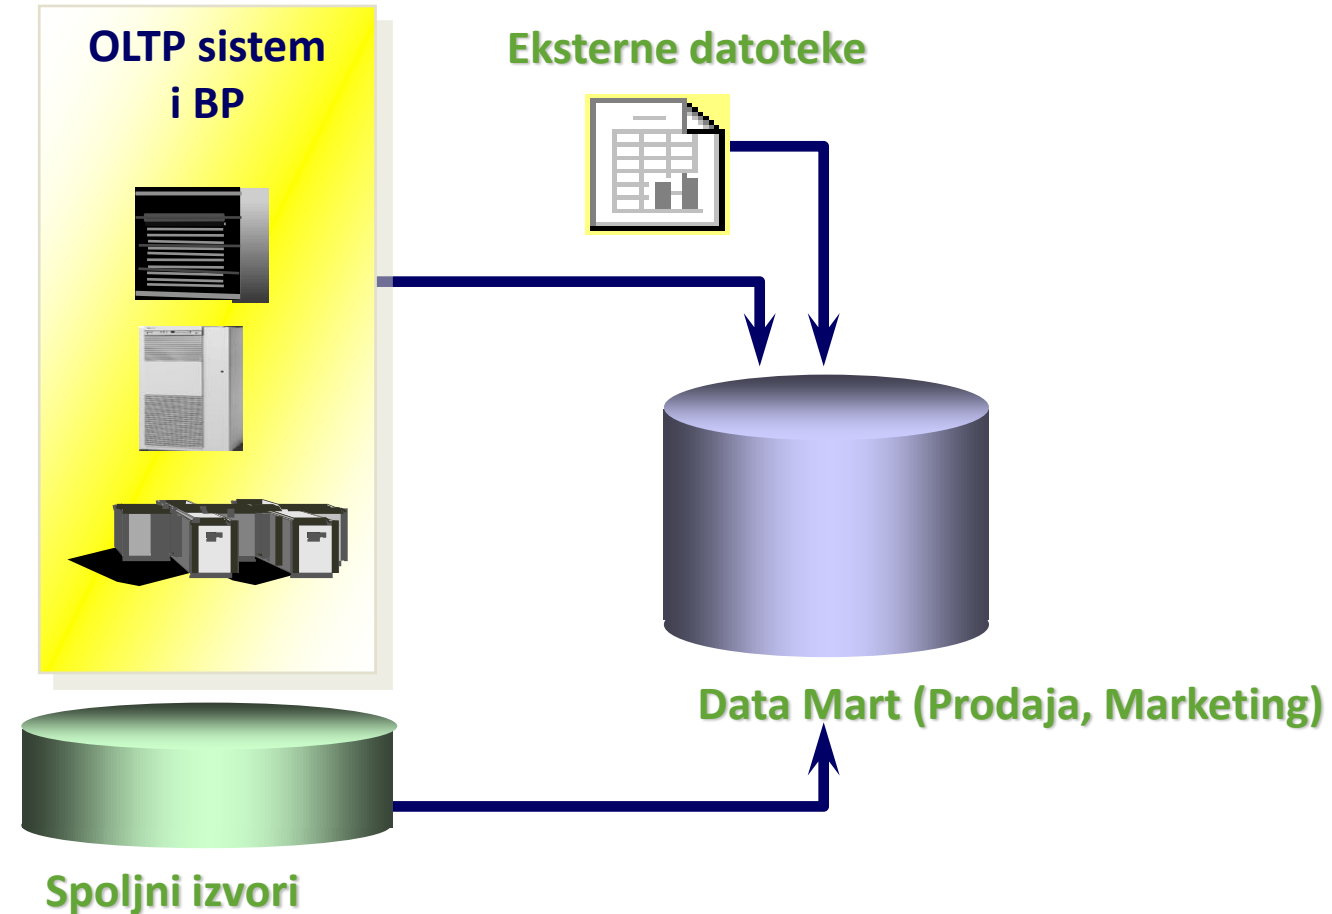 OLTP sistem
i BP
Eksterne datoteke
Data Mart (Prodaja, Marketing)
Spoljni izvori